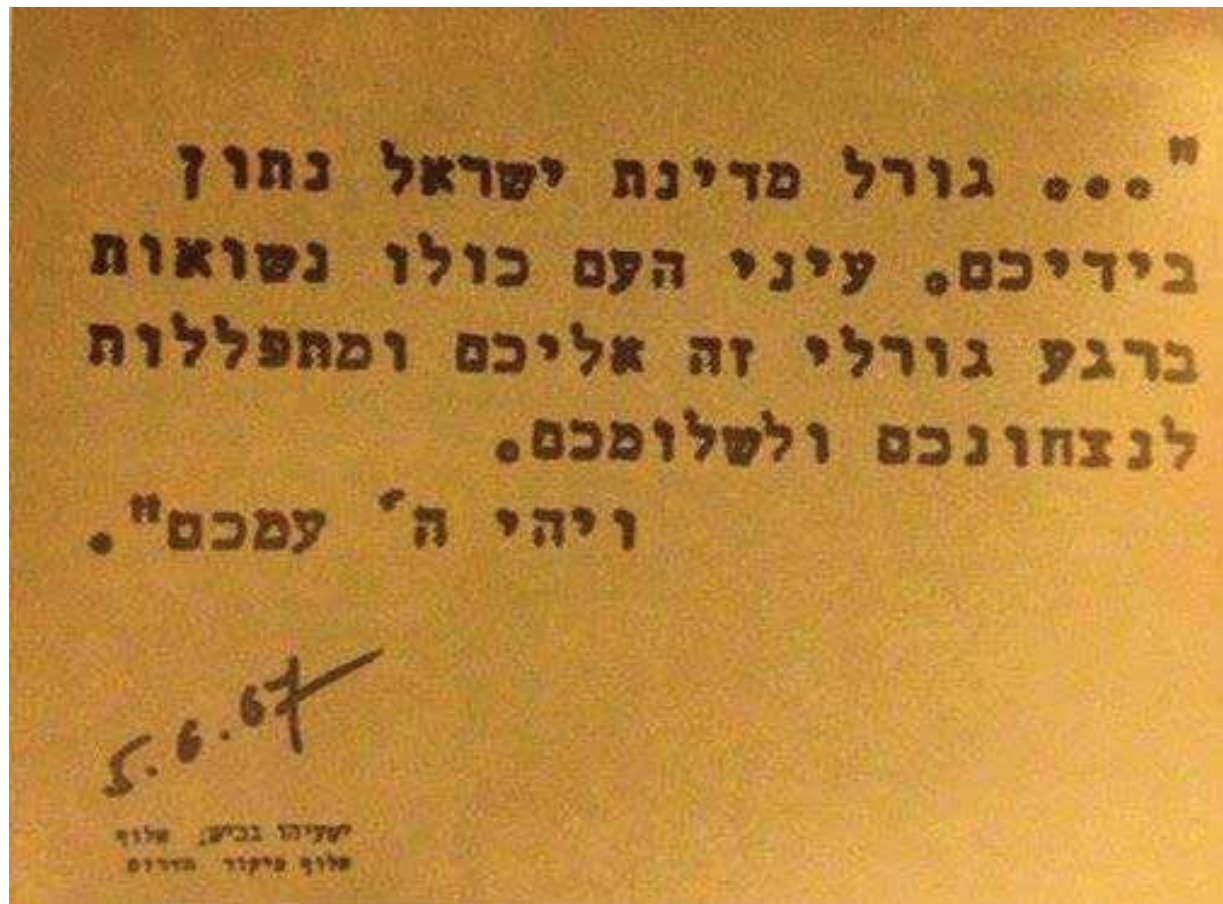 "... גורל מדינת ישראל נתון
בידיכם. עיני העם כולו נשואות
ברגע גורלי זה אליכם ומתפללות
לנצחונכם ולשלומכם.
ויהי ה' עמכם".
5.6.67
ישעיהו גביש, אלוף
אלוף פיקוד הדרום